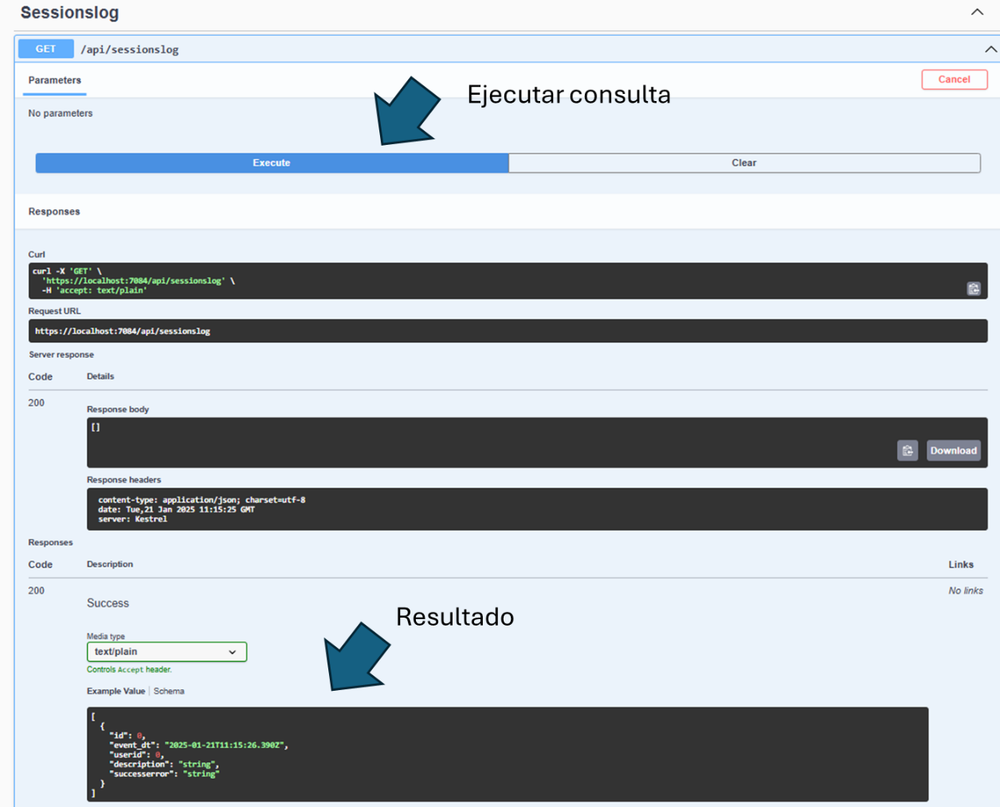 Sessionslog
GET /api/sessionslog
Parameters
Cancel
Ejecutar consulta
No parameters
Execute
Clear
Responses
Curl
curl -X 'GET' \
'https://localhost:7084/api/sessionslog' \
-H 'accept: text/plain'
Request URL
https://localhost:7084/api/sessionslog
Server response
Code Details
200
Response body
[]
Download
Response headers
content-type: application/json; charset=utf-8
date: Tue,21 Jan 2025 11:15:25 GMT
server: Kestrel
Responses
Code Description Links
200 No links
Success
Resultado
Media type
text/plain
Controls Accept header.
Example Value | Schema
[
{
"id": 0,
"event_dt": "2025-01-21T11:15:26.390Z",
"userid": 0,
"description": "string",
"successerror": "string"
}
]